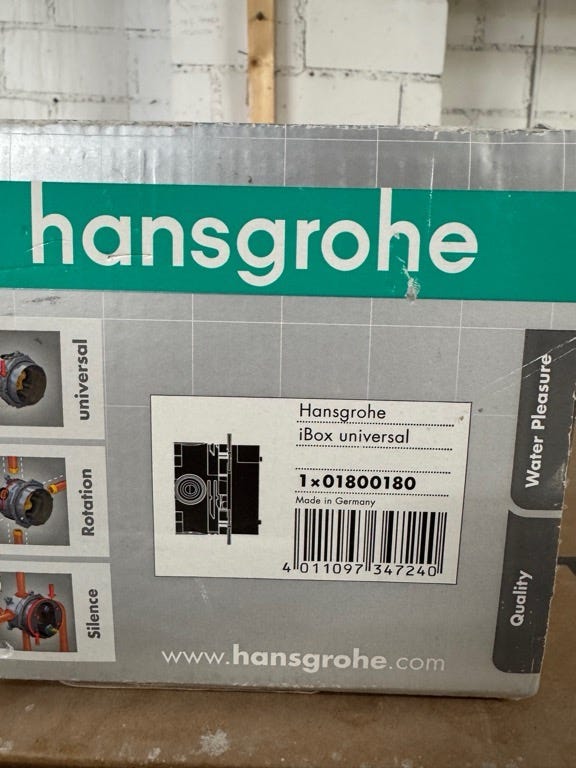 hansgrohe
universal
Rotation
Silence
Hansgrohe
iBox universal
1×01800180
Made in Germany
4 011097 347240
Water Pleasure
Quality
www.hansgrohe.com